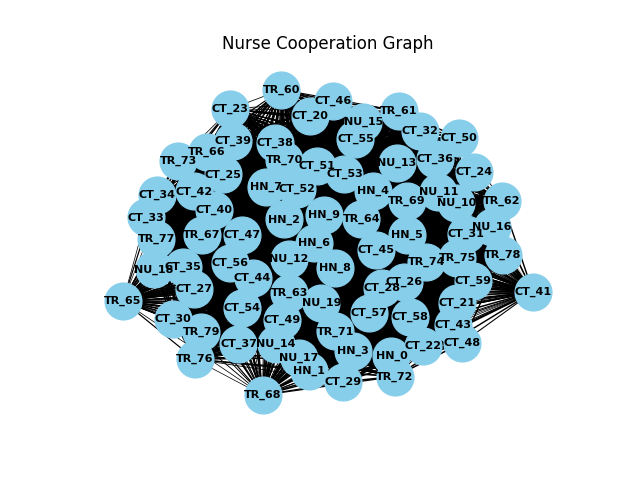 Nurse Cooperation Graph
TR_60
CT_46
CT_23
CT_20
TR_61
NU_15
CT_32
CT_50
CT_55
CT_39
CT_38
TR_66
TR_73
TR_70
CT_51
NU_13
CT_36
CT_24
CT_25
CT_53
HN_7
CT_52
CT_42
CT_34
HN_4
NU_11
TR_69
NU_10
TR_62
CT_40
CT_33
HN_2
HN_9
TR_64
NU_16
TR_77
TR_67
CT_47
HN_5
CT_31
HN_6
CT_45
TR_78
NU_12
CT_56
TR_74
TR_75
CT_35
HN_8
CT_44
CT_26
CT_59
CT_27
CT_28
TR_63
CT_41
TR_65
NU_19
CT_21
CT_54
CT_57
CT_58
CT_30
CT_49
CT_43
TR_79
TR_71
CT_37
NU_14
CT_22
CT_48
HN_3
HN_0
NU_17
TR_76
HN_1
CT_29
TR_72
TR_68